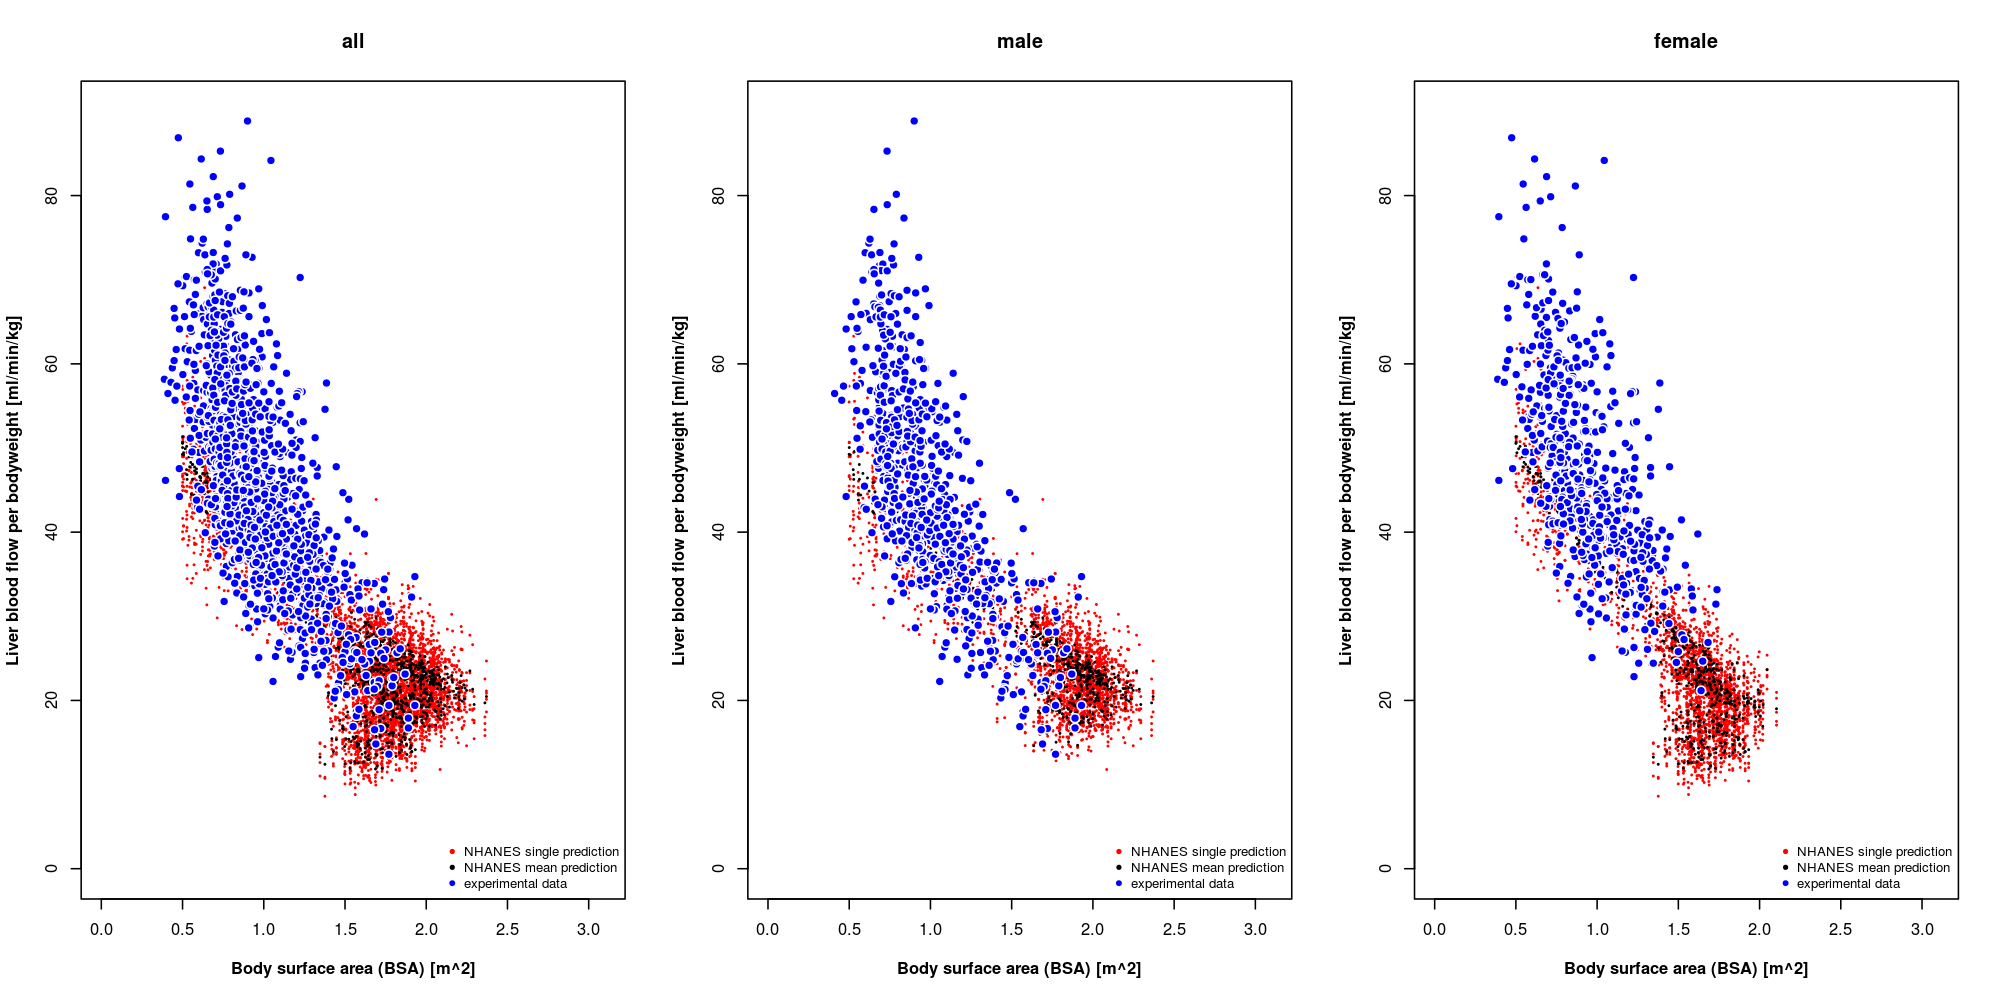 all
male
female
Liver blood flow per bodyweight [ml/min/kg]
0
20
40
60
80
0.0 0.5 1.0 1.5 2.0 2.5 3.0
Body surface area (BSA) [m^2]
NHANES single prediction
NHANES mean prediction
experimental data
Liver blood flow per bodyweight [ml/min/kg]
0
20
40
60
80
0.0 0.5 1.0 1.5 2.0 2.5 3.0
Body surface area (BSA) [m^2]
NHANES single prediction
NHANES mean prediction
experimental data
Liver blood flow per bodyweight [ml/min/kg]
0
20
40
60
80
0.0 0.5 1.0 1.5 2.0 2.5 3.0
Body surface area (BSA) [m^2]
NHANES single prediction
NHANES mean prediction
experimental data